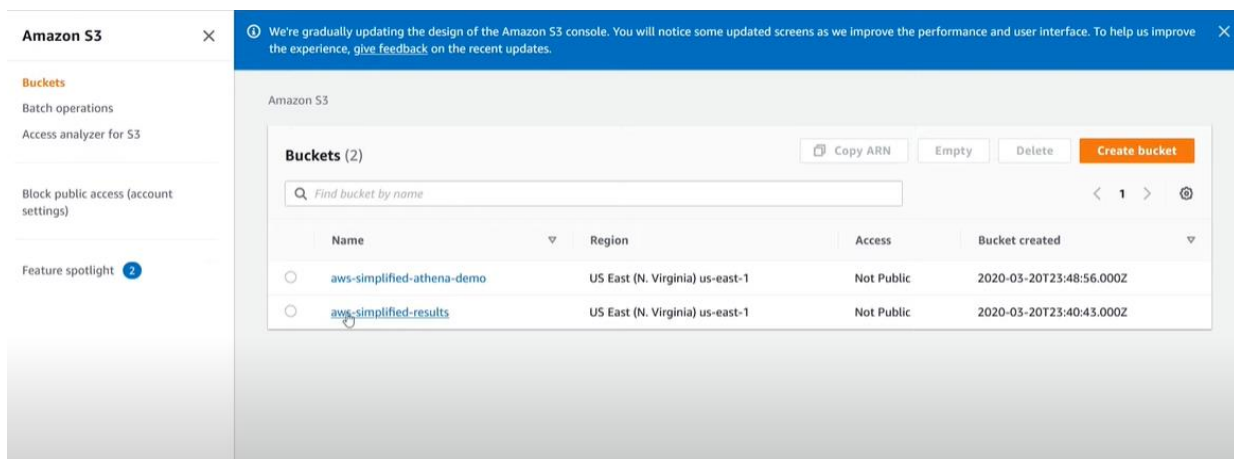 Amazon S3
We're gradually updating the design of the Amazon S3 console. You will notice some updated screens as we improve the performance and user interface. To help us improve
the experience, give feedback on the recent updates.
Buckets
Batch operations
Access analyzer for S3
Block public access (account
settings)
Feature spotlight 2
Amazon S3
Buckets (2)
Copy ARN Empty Delete Create bucket
Find bucket by name
1
Name Region Access Bucket created
aws-simplified-athena-demo US East (N. Virginia) us-east-1 Not Public 2020-03-20T23:48:56.000Z
aws-simplified-results US East (N. Virginia) us-east-1 Not Public 2020-03-20T23:40:43.000Z